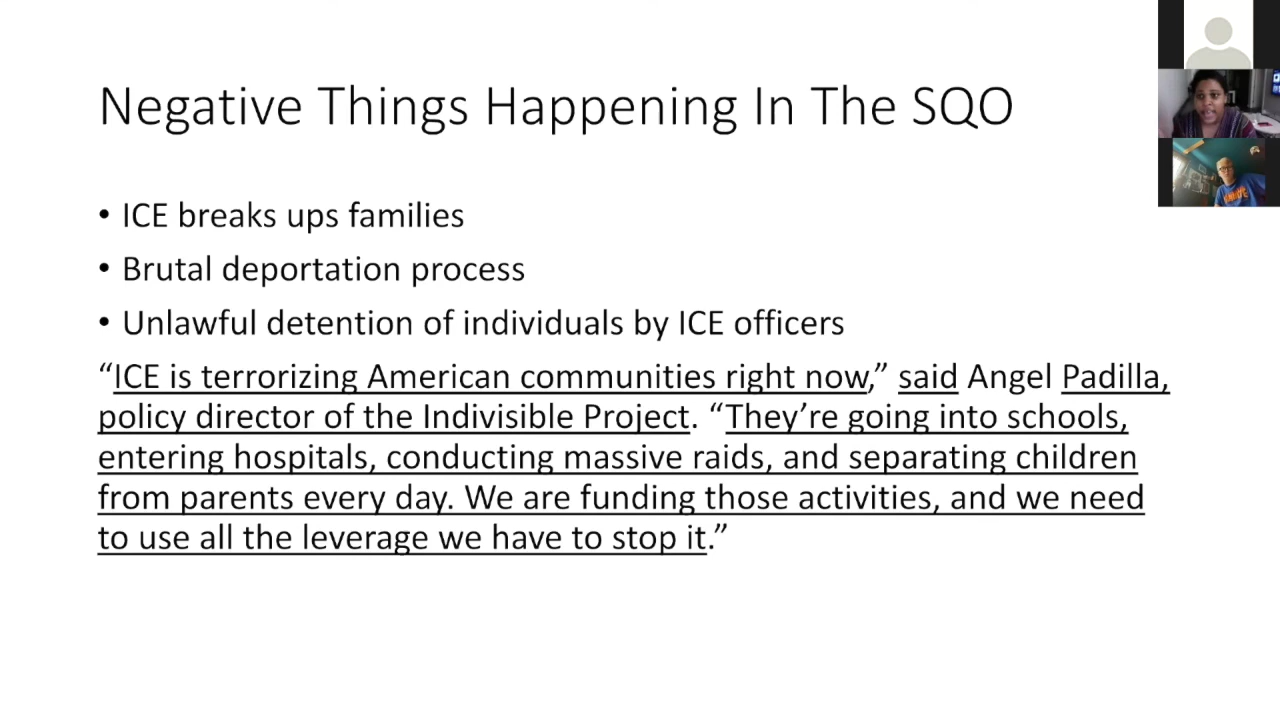 Negative Things Happening In The SQO
• ICE breaks ups families
• Brutal deportation process
• Unlawful detention of individuals by ICE officers
“ICE is terrorizing American communities right now,” said Angel Padilla,
policy director of the Indivisible Project. “They’re going into schools,
entering hospitals, conducting massive raids, and separating children
from parents every day. We are funding those activities, and we need
to use all the leverage we have to stop it.”